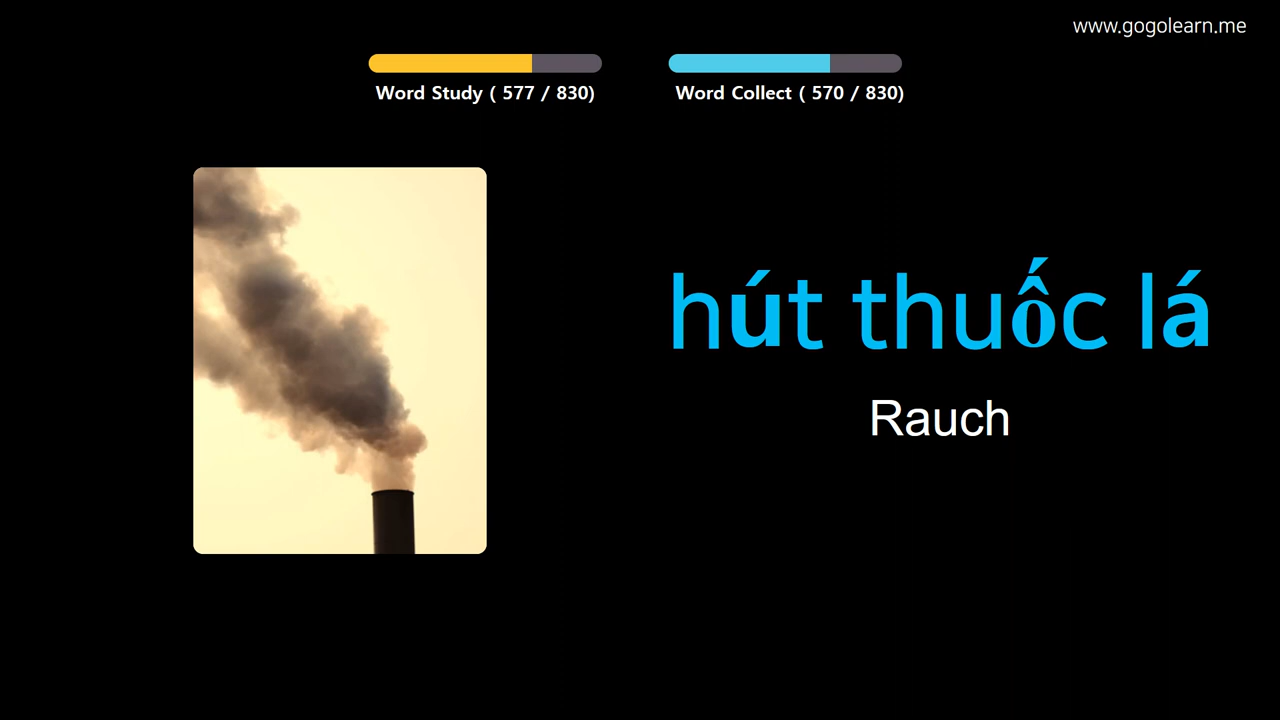 www.gogolearn.me
Word Study ( 577 / 830)
Word Collect ( 570 / 830)
hút thuốc lá
Rauch